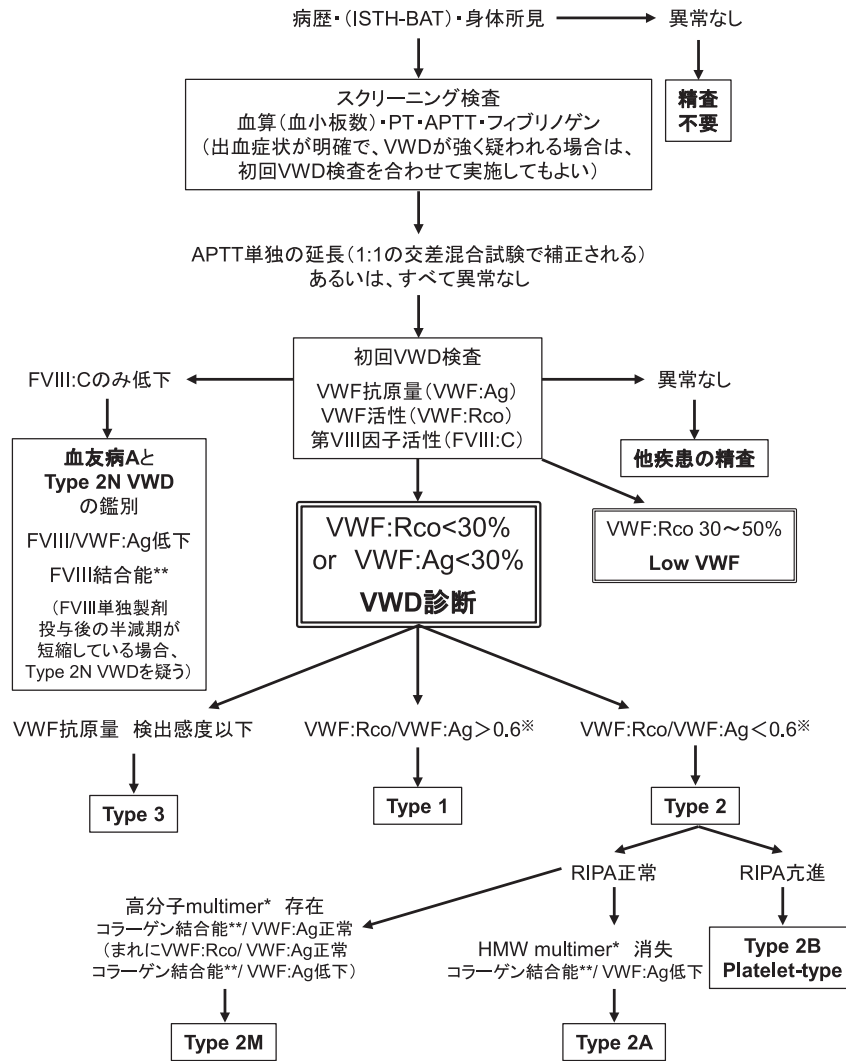 病歴・(ISTH-BAT)・身体所見
異常なし
精査
不要
スクリーニング検査
血算(血小板数)・PT・APTT・フィブリノゲン
(出血症状が明確で、VWDが強く疑われる場合は、
初回VWD検査を合わせて実施してもよい)
APTT単独の延長(1:1の交差混合試験で補正される)
あるいは、すべて異常なし
初回VWD検査
VWF抗原量(VWF:Ag)
VWF活性(VWF:Rco)
第VIII因子活性(FVIII:C)
FVIII:Cのみ低下
異常なし
血友病Aと
Type 2N VWD
の鑑別
FVIII/VWF:Ag低下
FVIII結合能**
(FVIII単独製剤
投与後の半減期が
短縮している場合、
Type 2N VWDを疑う)
他疾患の精査
VWF:Rco<30%
or VWF:Ag<30%
VWD診断
VWF:Rco 30〜50%
Low VWF
VWF抗原量 検出感度以下
VWF:Rco/VWF:Ag>0.6※
VWF:Rco/VWF:Ag<0.6※
Type 3
Type 1
Type 2
RIPA正常
RIPA亢進
高分子multimer* 存在
コラーゲン結合能**/ VWF:Ag正常
(まれにVWF:Rco/ VWF:Ag正常
コラーゲン結合能**/ VWF:Ag低下)
HMW multimer* 消失
コラーゲン結合能**/ VWF:Ag低下
Type 2B
Platelet-type
Type 2M
Type 2A